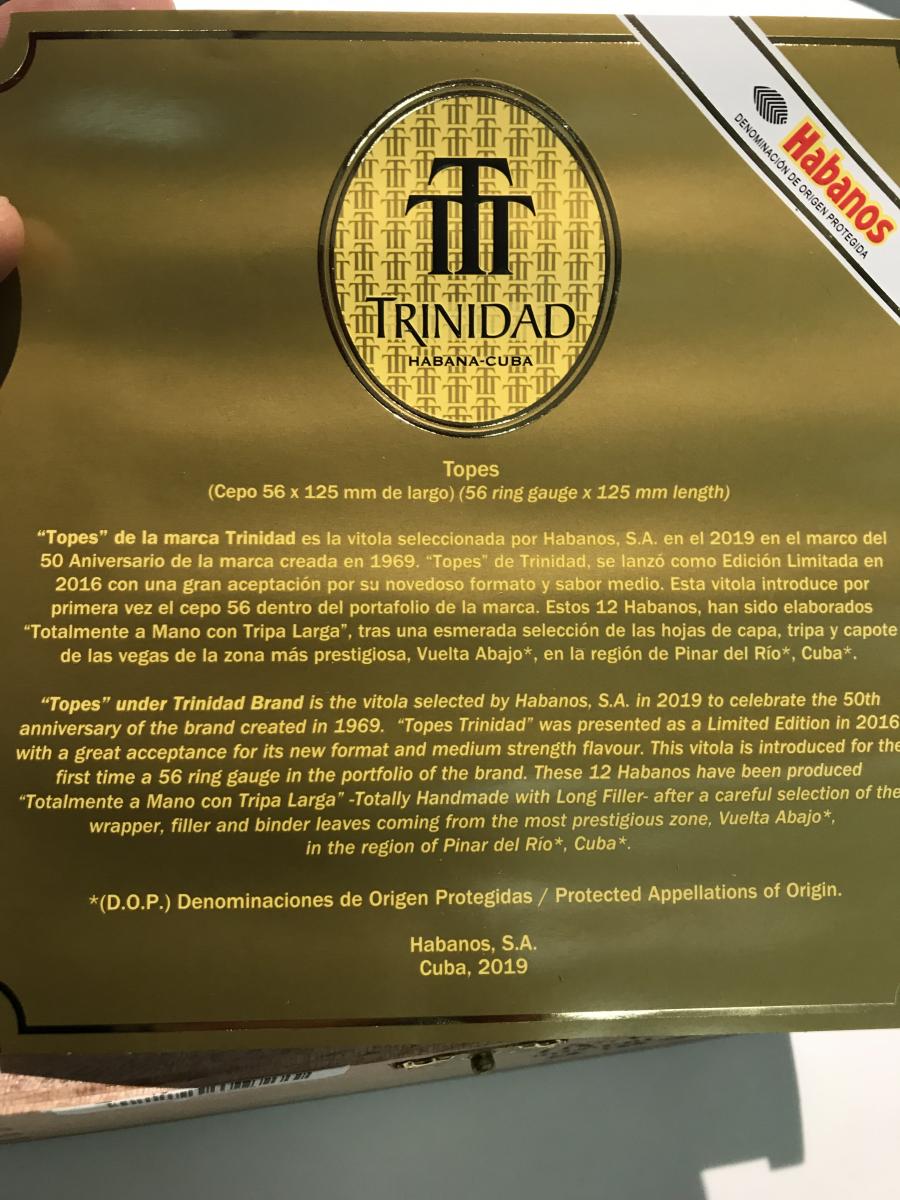 Habanos
DENOMINACIÓN DE ORIGEN PROTEGIDA
TRINIDAD
HABANA-CUBA
Topes
(Cepo 56 x 125 mm de largo) (56 ring gauge x 125 mm length)
“Topes” de la marca Trinidad es la vitola seleccionada por Habanos, S.A. en el 2019 en el marco del
50 Aniversario de la marca creada en 1969. “Topes” de Trinidad, se lanzó como Edición Limitada en
2016 con una gran aceptación por su novedoso formato y sabor medio. Esta vitola introduce por
primera vez el cepo 56 dentro del portafolio de la marca. Estos 12 Habanos, han sido elaborados
“Totalmente a Mano con Tripa Larga”, tras una esmerada selección de las hojas de capa, tripa y capote
de las vegas de la zona más prestigiosa, Vuelta Abajo*, en la región de Pinar del Río*, Cuba*.
“Topes” under Trinidad Brand is the vitola selected by Habanos, S.A. in 2019 to celebrate the 50th
anniversary of the brand created in 1969. “Topes Trinidad” was presented as a Limited Edition in 2016
with a great acceptance for its new format and medium strength flavour. This vitola is introduced for the
first time a 56 ring gauge in the portfolio of the brand. These 12 Habanos have been produced
“Totalmente a Mano con Tripa Larga” -Totally Handmade with Long Filler- after a careful selection of the
wrapper, filler and binder leaves coming from the most prestigious zone, Vuelta Abajo*,
in the region of Pinar del Río*, Cuba*.
*(D.O.P.) Denominaciones de Origen Protegidas / Protected Appellations of Origin.
Habanos, S.A.
Cuba, 2019